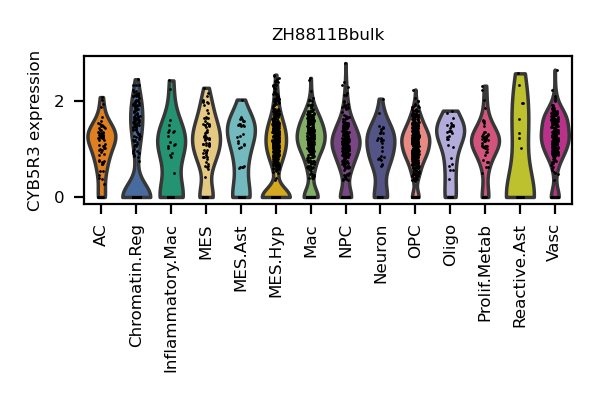 ZH8811Bbulk
CYB5R3 expression
2
0
AC
Chromatin.Reg
Inflammatory.Mac
MES
MES.Ast
MES.Hyp
Mac
NPC
Neuron
OPC
Oligo
Prolif.Metab
Reactive.Ast
Vasc